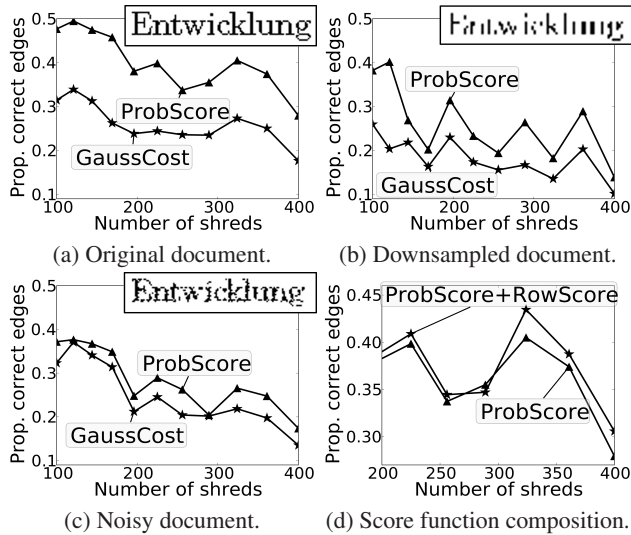 0.5
Entwicklung
0.4
0.3
0.2
0.1
Prop. correct edges
ProbScore
GaussCost
100 200 300 400
Number of shreds
(a) Original document.
0.5
Entwicklung
0.4
0.3
0.2
0.1
Prop. correct edges
ProbScore
GaussCost
100 200 300 400
Number of shreds
(b) Downsampled document.
0.5
Entwicklung
0.4
0.3
0.2
0.1
Prop. correct edges
ProbScore
GaussCost
100 200 300 400
Number of shreds
(c) Noisy document.
0.45
0.40
0.35
0.30
Prop. correct edges
ProbScore+RowScore
ProbScore
200 250 300 350 400
Number of shreds
(d) Score function composition.